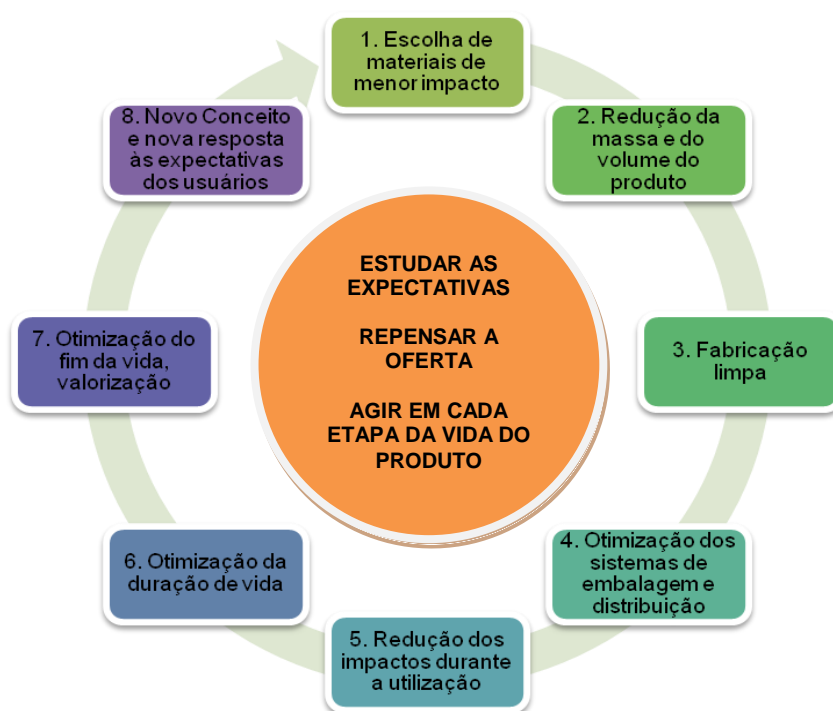 1. Escolha de
materiais de
menor impacto
2. Redução da
massa e do
volume do
produto
3. Fabricação
limpa
4. Otimização dos
sistemas de
embalagem e
distribuição
5. Redução dos
impactos durante
a utilização
6. Otimização da
duração de vida
7. Otimização do
fim da vida,
valorização
8. Novo Conceito
e nova resposta
às expectativas
dos usuários
ESTUDAR AS
EXPECTATIVAS
REPENSAR A
OFERTA
AGIR EM CADA
ETAPA DA VIDA DO
PRODUTO